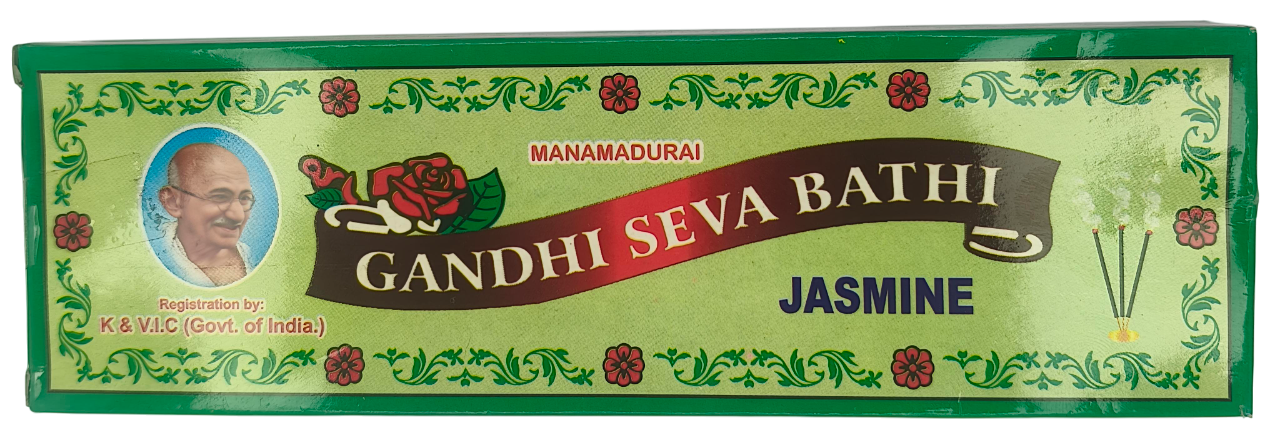 MANAMADURAI
GANDHI SEVA BATHI
JASMINE
Registration by:
K & V.I.C (Govt. of India.)